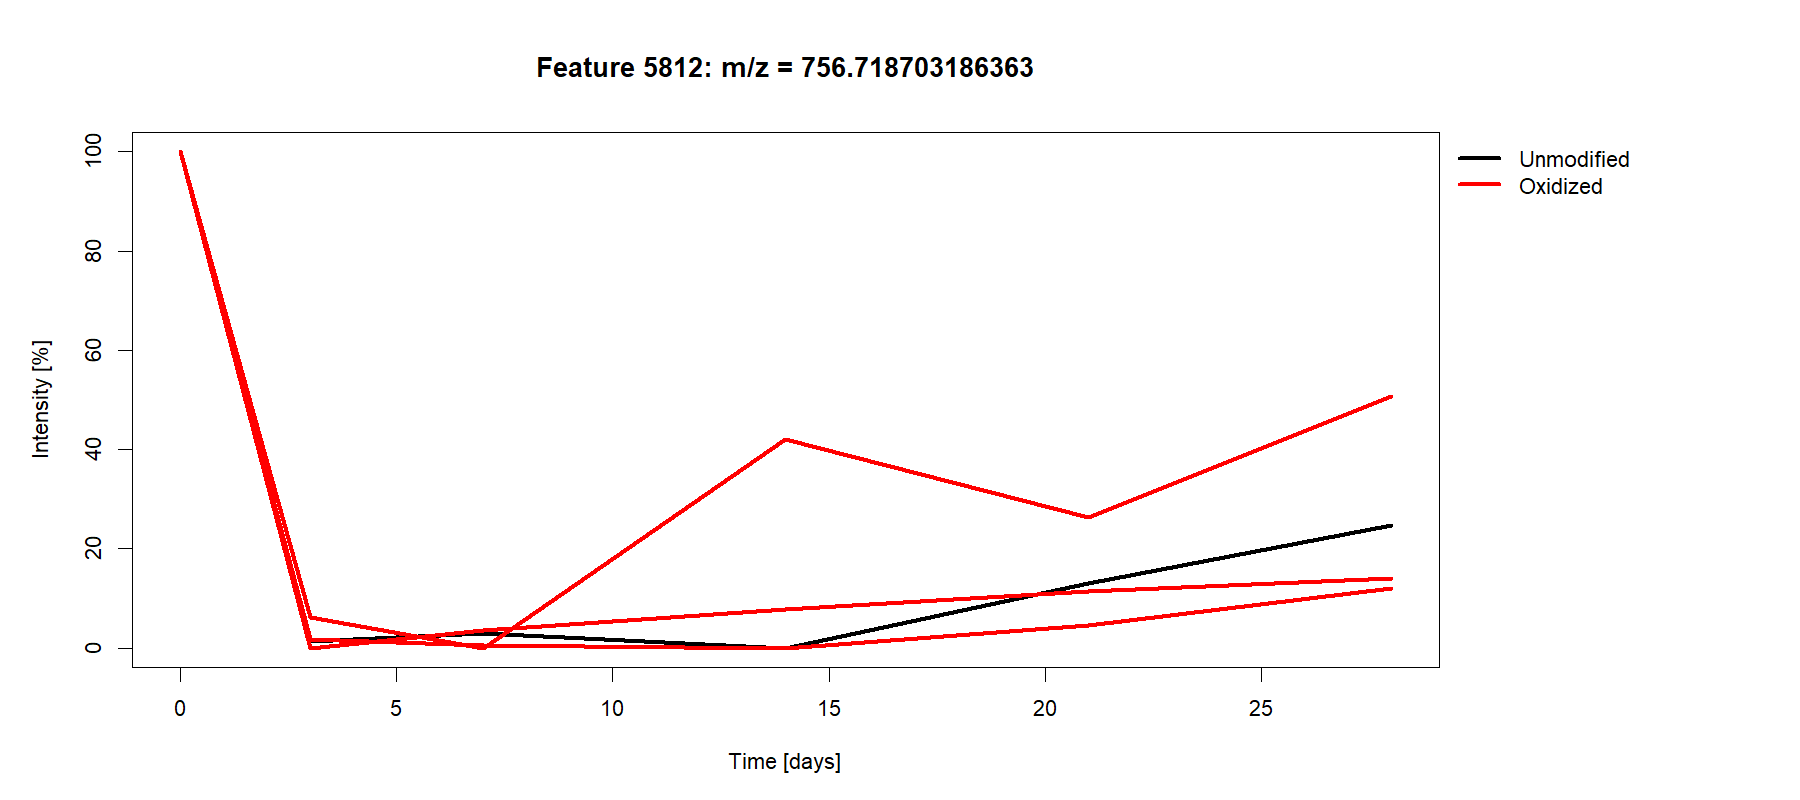 Feature 5812: m/z = 756.718703186363
Unmodified
Oxidized
Intensity [%]
100
80
60
40
20
0
0 5 10 15 20 25
Time [days]